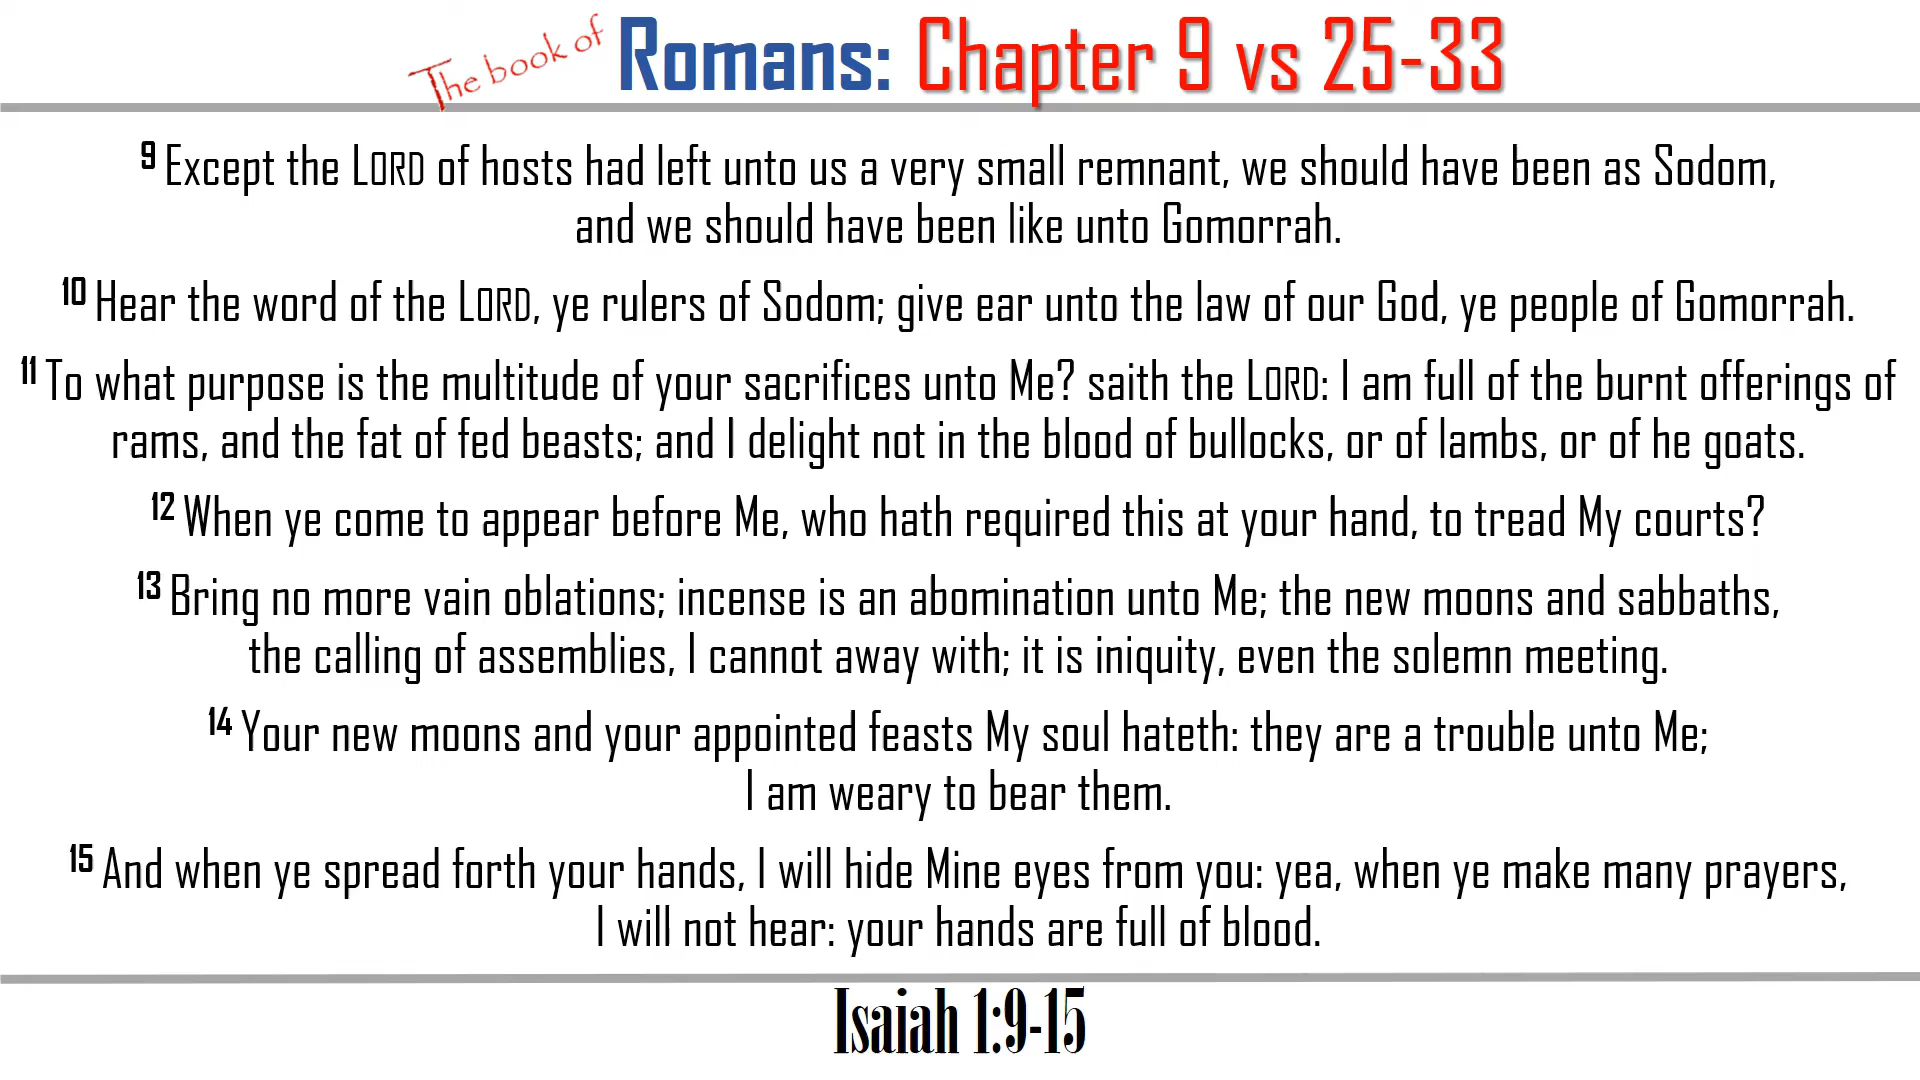 The book of Romans: Chapter 9 vs 25-33
9 Except the LORD of hosts had left unto us a very small remnant, we should have been as Sodom,
and we should have been like unto Gomorrah.
10 Hear the word of the LORD, ye rulers of Sodom; give ear unto the law of our God, ye people of Gomorrah.
11 To what purpose is the multitude of your sacrifices unto Me? saith the LORD: I am full of the burnt offerings of
rams, and the fat of fed beasts; and I delight not in the blood of bullocks, or of lambs, or of he goats.
12 When ye come to appear before Me, who hath required this at your hand, to tread My courts?
13 Bring no more vain oblations; incense is an abomination unto Me; the new moons and sabbaths,
the calling of assemblies, I cannot away with; it is iniquity, even the solemn meeting.
14 Your new moons and your appointed feasts My soul hateth: they are a trouble unto Me;
I am weary to bear them.
15 And when ye spread forth your hands, I will hide Mine eyes from you: yea, when ye make many prayers,
I will not hear: your hands are full of blood.
Isaiah 1:9-15